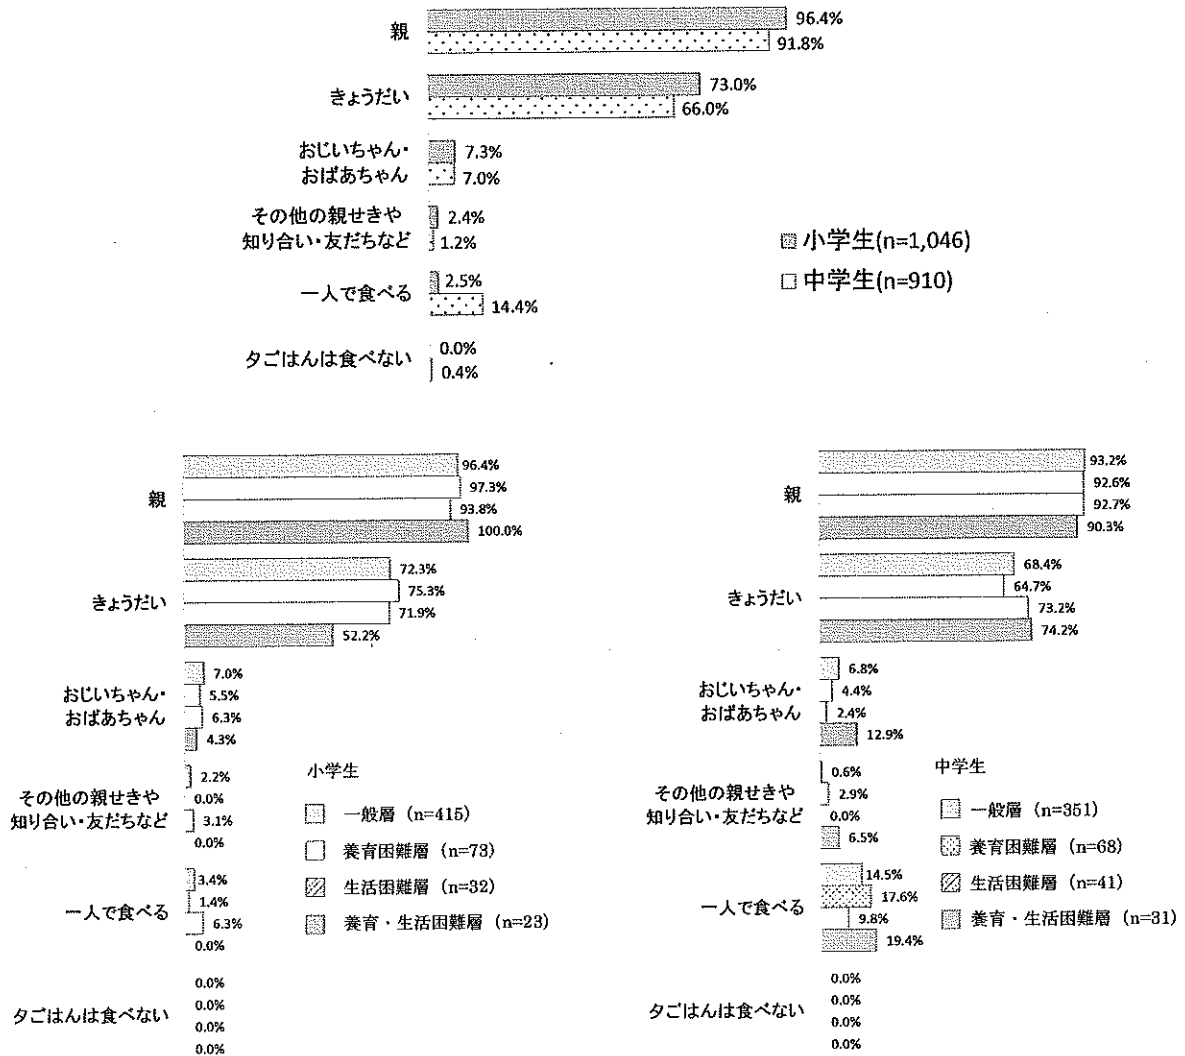 親
96.4%
91.8%
きょうだい
73.0%
66.0%
おじいちゃん・
おばあちゃん
7.3%
7.0%
その他の親せきや
知り合い・友だちなど
2.4%
1.2%
一人で食べる
2.5%
14.4%
夕ごはんは食べない
0.0%
0.4%
小学生(n=1,046)
中学生(n=910)
親
96.4%
97.3%
93.8%
100.0%
きょうだい
72.3%
75.3%
71.9%
52.2%
おじいちゃん・
おばあちゃん
7.0%
5.5%
6.3%
4.3%
その他の親せきや
知り合い・友だちなど
2.2%
0.0%
3.1%
0.0%
一人で食べる
3.4%
1.4%
6.3%
0.0%
夕ごはんは食べない
0.0%
0.0%
0.0%
0.0%
小学生
一般層 (n=415)
養育困難層 (n=73)
生活困難層 (n=32)
養育・生活困難層 (n=23)
親
93.2%
92.6%
92.7%
90.3%
きょうだい
68.4%
64.7%
73.2%
74.2%
おじいちゃん・
おばあちゃん
6.8%
4.4%
2.4%
12.9%
その他の親せきや
知り合い・友だちなど
0.6%
2.9%
0.0%
6.5%
一人で食べる
14.5%
17.6%
9.8%
19.4%
夕ごはんは食べない
0.0%
0.0%
0.0%
0.0%
中学生
一般層 (n=351)
養育困難層 (n=68)
生活困難層 (n=41)
養育・生活困難層 (n=31)